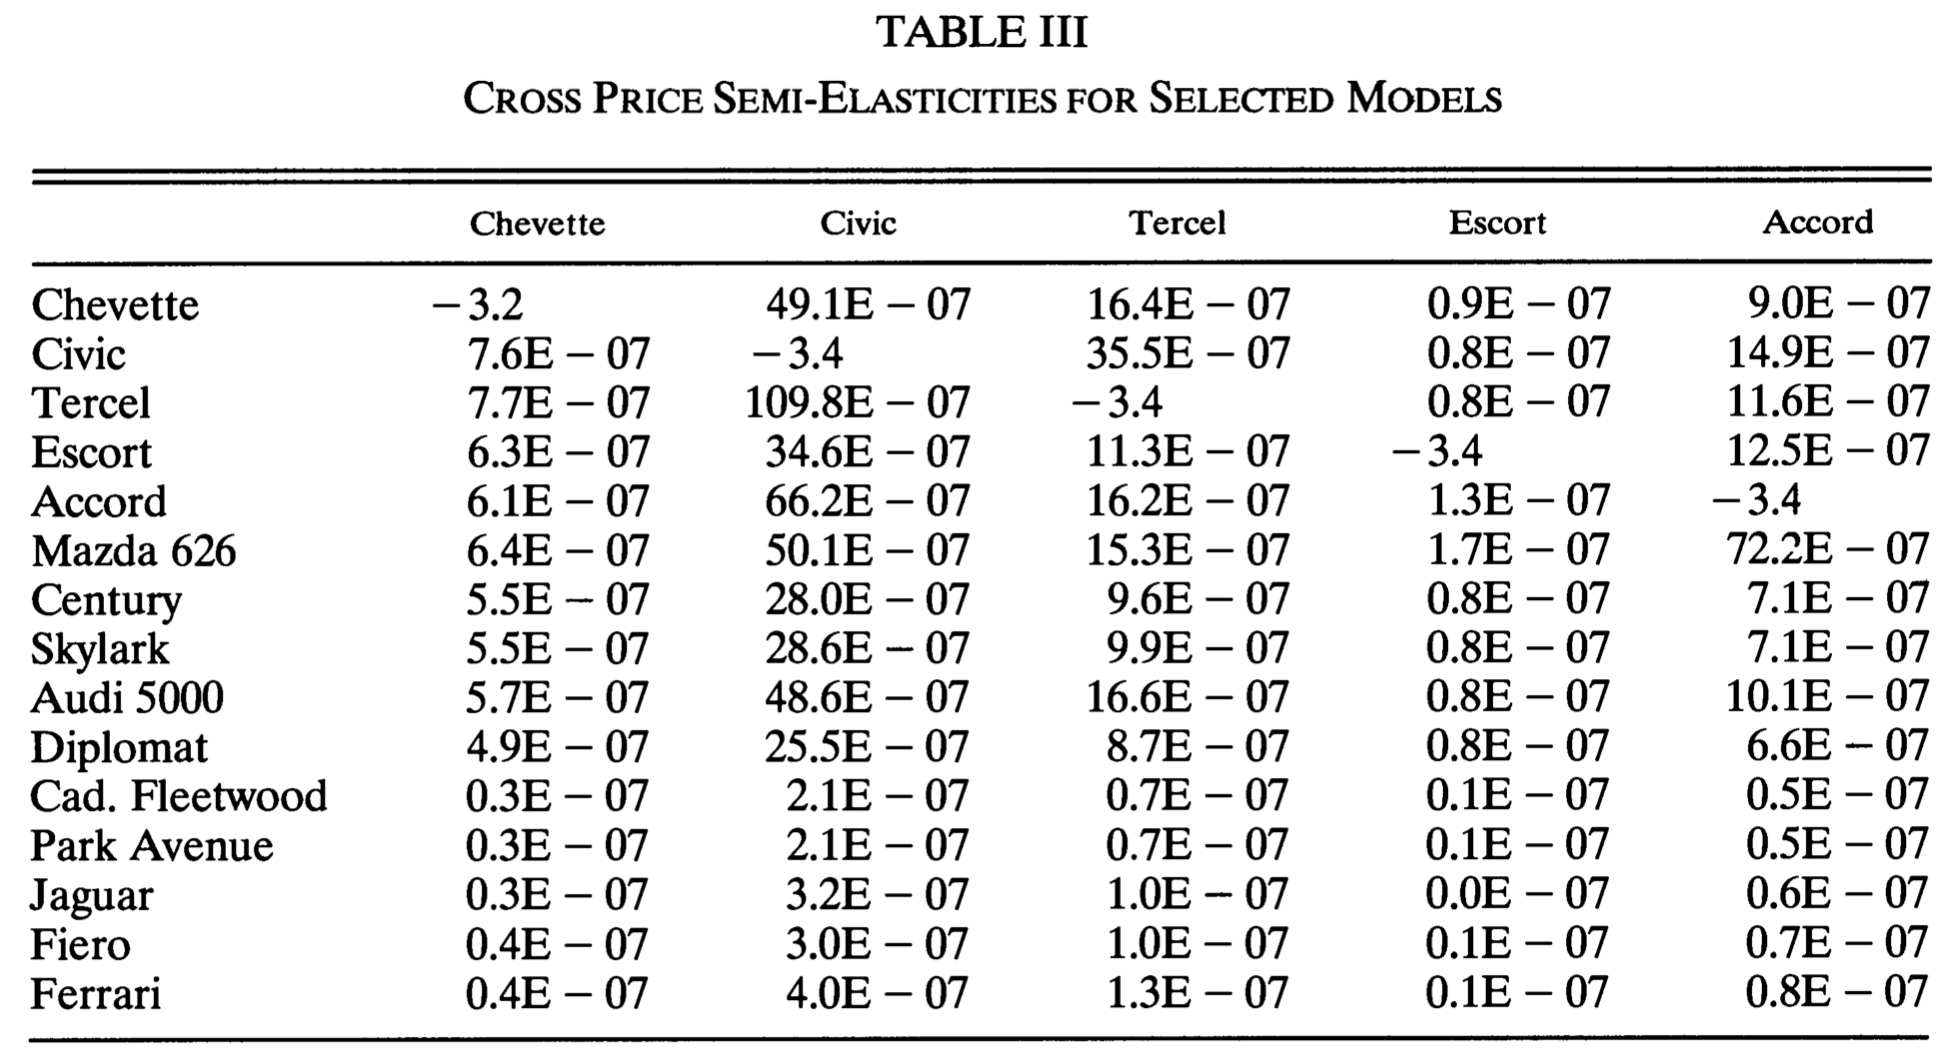 TABLE III
CROSS PRICE SEMI-ELASTICITIES FOR SELECTED MODELS
Chevette Civic Tercel Escort Accord
Chevette −3.2 49.1E − 07 16.4E − 07 0.9E − 07 9.0E − 07
Civic 7.6E − 07 −3.4 35.5E − 07 0.8E − 07 14.9E − 07
Tercel 7.7E − 07 109.8E − 07 −3.4 0.8E − 07 11.6E − 07
Escort 6.3E − 07 34.6E − 07 11.3E − 07 −3.4 12.5E − 07
Accord 6.1E − 07 66.2E − 07 16.2E − 07 1.3E − 07 −3.4
Mazda 626 6.4E − 07 50.1E − 07 15.3E − 07 1.7E − 07 72.2E − 07
Century 5.5E − 07 28.0E − 07 9.6E − 07 0.8E − 07 7.1E − 07
Skylark 5.5E − 07 28.6E − 07 9.9E − 07 0.8E − 07 7.1E − 07
Audi 5000 5.7E − 07 48.6E − 07 16.6E − 07 0.8E − 07 10.1E − 07
Diplomat 4.9E − 07 25.5E − 07 8.7E − 07 0.8E − 07 6.6E − 07
Cad. Fleetwood 0.3E − 07 2.1E − 07 0.7E − 07 0.1E − 07 0.5E − 07
Park Avenue 0.3E − 07 2.1E − 07 0.7E − 07 0.1E − 07 0.5E − 07
Jaguar 0.3E − 07 3.2E − 07 1.0E − 07 0.0E − 07 0.6E − 07
Fiero 0.4E − 07 3.0E − 07 1.0E − 07 0.1E − 07 0.7E − 07
Ferrari 0.4E − 07 4.0E − 07 1.3E − 07 0.1E − 07 0.8E − 07